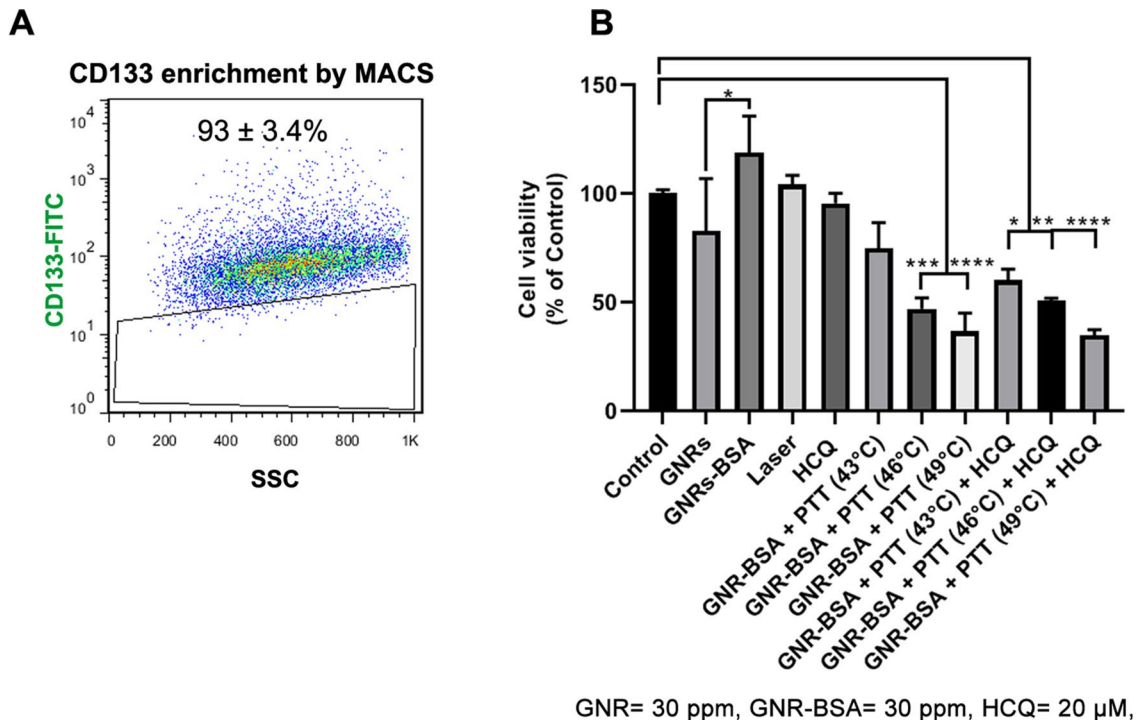 A
CD133 enrichment by MACS
93 ± 3.4%
10^4
10^3
10^2
10^1
10^0
CD133-FITC
0 200 400 600 800 1K
SSC
B
150
100
50
0
Cell viability
(% of Control)
*
*** ****
* ** ****
Control
GNRs
GNRs-BSA
Laser
HCQ
GNR-BSA + PTT (43°C)
GNR-BSA + PTT (46°C)
GNR-BSA + PTT (49°C)
GNR-BSA + PTT (43°C) + HCQ
GNR-BSA + PTT (46°C) + HCQ
GNR-BSA + PTT (49°C) + HCQ
GNR= 30 ppm, GNR-BSA= 30 ppm, HCQ= 20 µM,